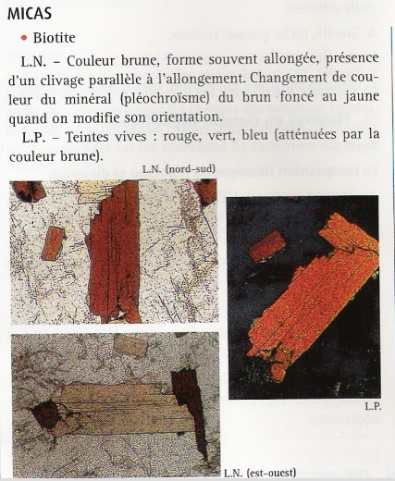 MICAS
• Biotite
L.N. – Couleur brune, forme souvent allongée, présence
d'un clivage parallèle à l'allongement. Changement de cou-
leur du minéral (pléochroïsme) du brun foncé au jaune
quand on modifie son orientation.
L.P. – Teintes vives : rouge, vert, bleu (atténuées par la
couleur brune).
L.N. (nord-sud)
L.P.
L.N. (est-ouest)